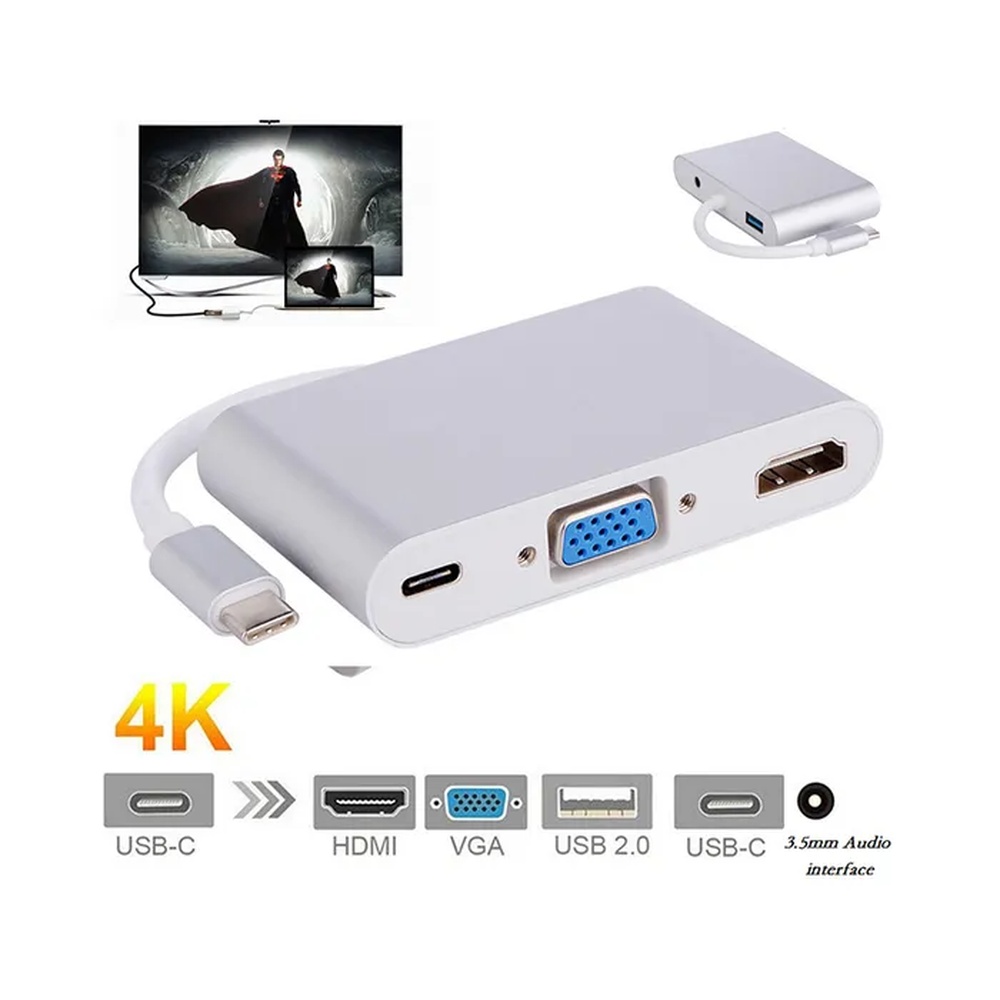 4K
USB-C
HDMI
VGA
USB 2.0
USB-C
3.5mm Audio
interface